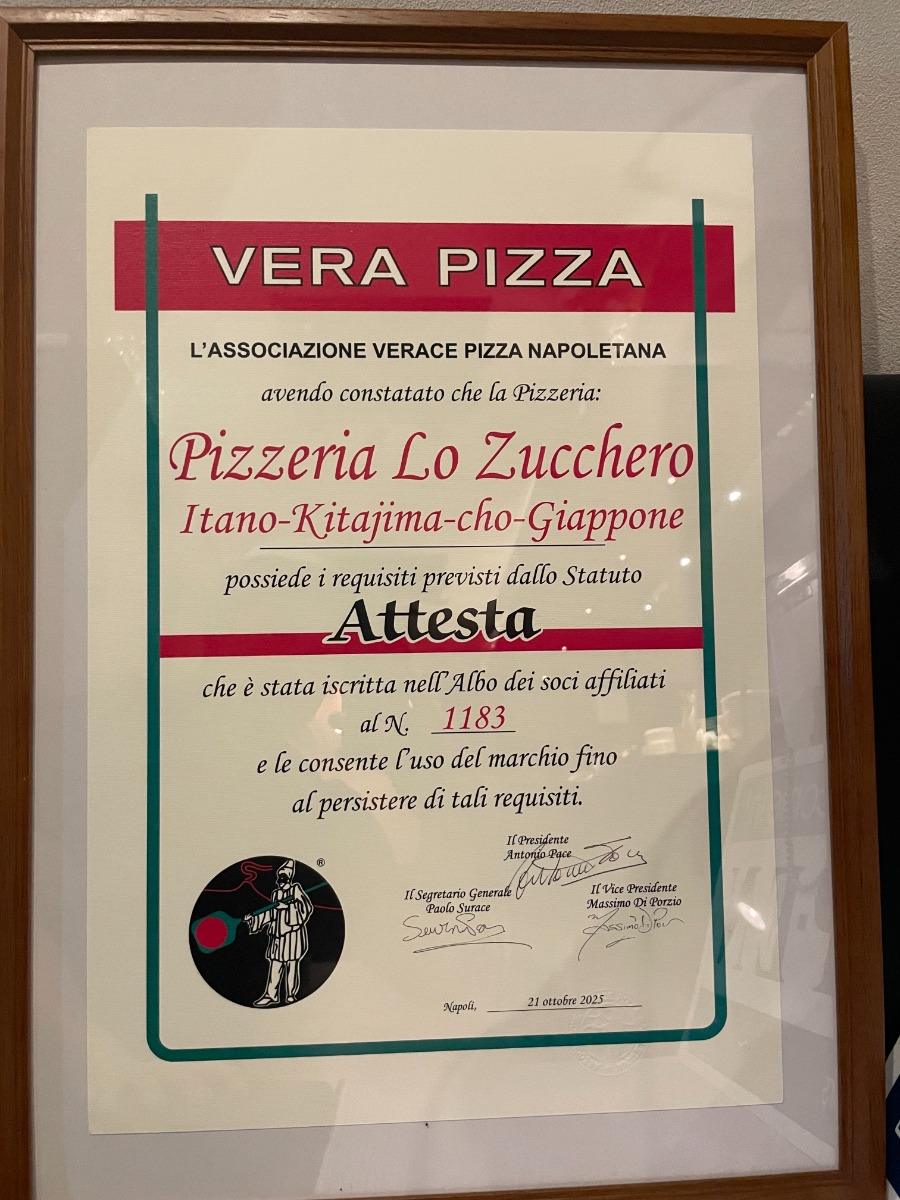 VERA PIZZA
L'ASSOCIAZIONE VERACE PIZZA NAPOLETANA
avendo constatato che la Pizzeria:
Pizzeria Lo Zucchero
Itano-Kitajima-cho-Giappone
possiede i requisiti previsti dallo Statuto
Attesta
che è stata iscritta nell'Albo dei soci affiliati
al N. 1183
e le consente l'uso del marchio fino
al persistere di tali requisiti.
Il Presidente
Antonio Pace
Il Segretario Generale
Paolo Surace
Il Vice Presidente
Massimo Di Porzio
®
Napoli, 21 ottobre 2025